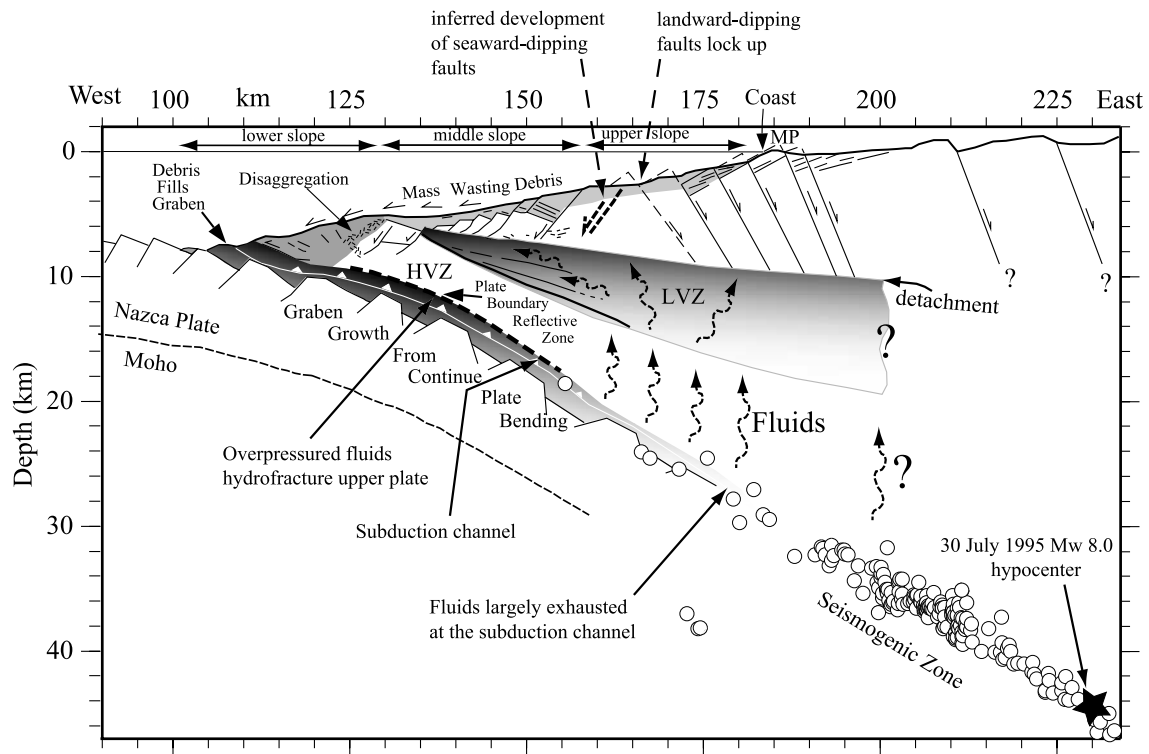 inferred development
of seaward-dipping
faults
landward-dipping
faults lock up
West
100
km
125
150
175
Coast
200
225
East
lower slope
middle slope
upper slope
MP
0
10
20
30
40
Depth (km)
Debris
Fills
Graben
Disaggregation
Mass Wasting Debris
HVZ
LVZ
detachment
?
?
Plate
Boundary
Reflective
Zone
Nazca Plate
Moho
Graben
Growth
From
Continue
Plate
Bending
?
Fluids
?
Overpressured fluids
hydrofracture upper plate
Subduction channel
Fluids largely exhausted
at the subduction channel
30 July 1995 Mw 8.0
hypocenter
Seismogenic Zone